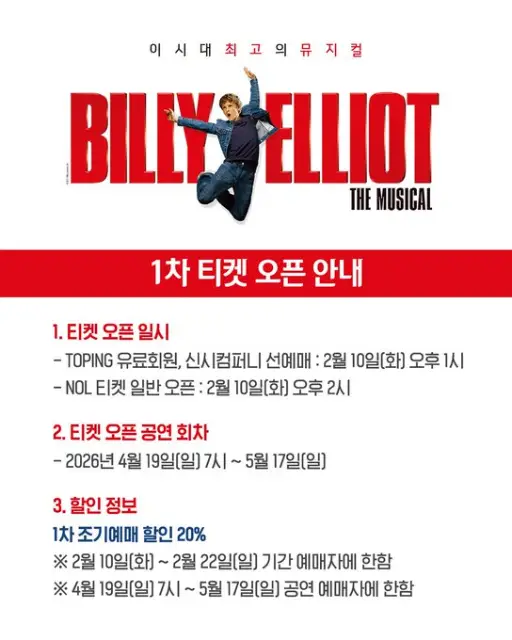 이 시 대 최 고 의 뮤 지 컬
BILLY ELLIOT
THE MUSICAL
1차 티켓 오픈 안내
1. 티켓 오픈 일시
- TOPING 유료회원, 신시컴퍼니 선예매 : 2월 10일(화) 오후 1시
- NOL 티켓 일반 오픈 : 2월 10일(화) 오후 2시
2. 티켓 오픈 공연 회차
- 2026년 4월 19일(일) 7시 ~ 5월 17일(일)
3. 할인 정보
1차 조기예매 할인 20%
※ 2월 10일(화) ~ 2월 22일(일) 기간 예매자에 한함
※ 4월 19일(일) 7시 ~ 5월 17일(일) 공연 예매자에 한함